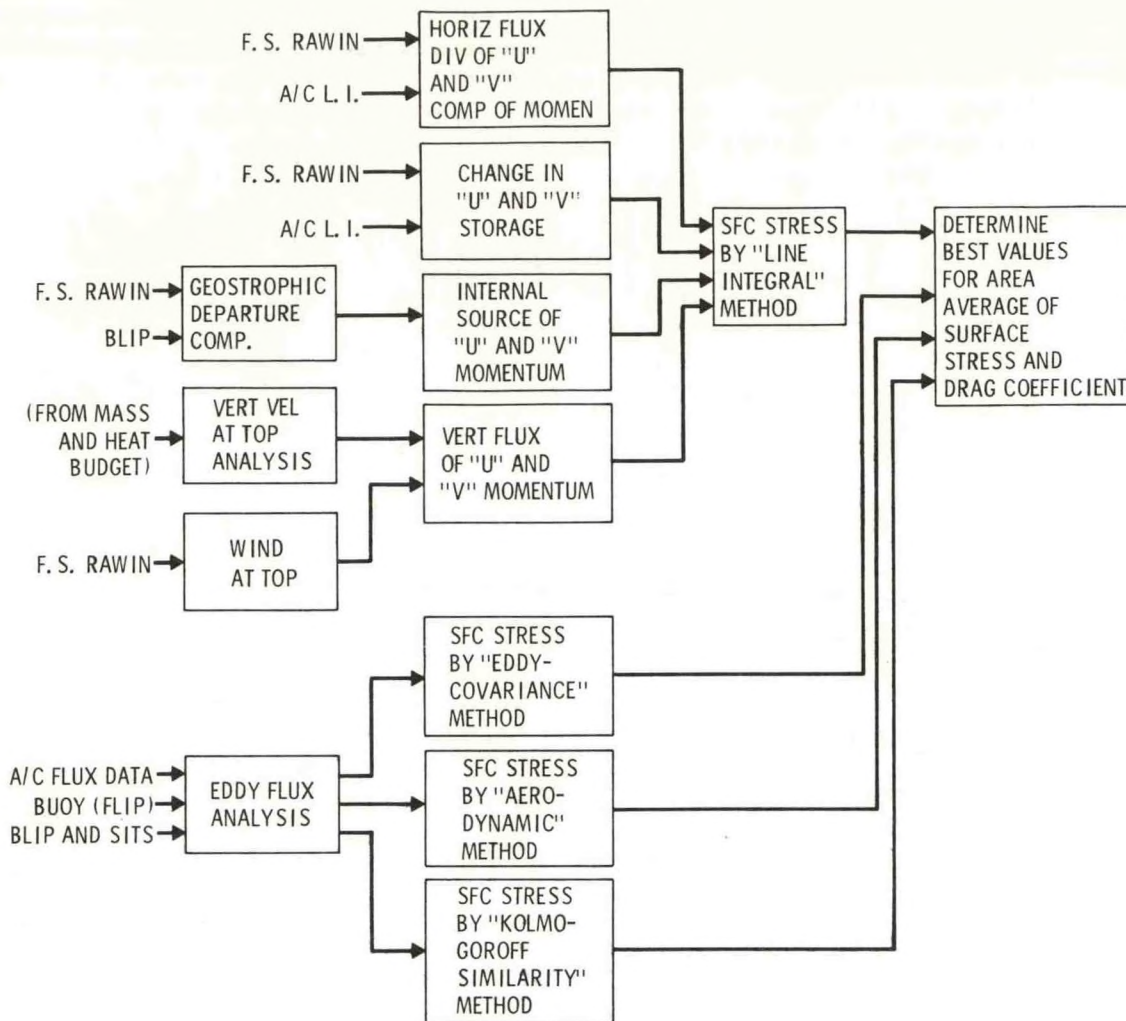 F. S. RAWIN
A/C L. I.
HORIZ FLUX
DIV OF "U"
AND "V"
COMP OF MOMEN
F. S. RAWIN
A/C L. I.
CHANGE IN
"U" AND "V"
STORAGE
F. S. RAWIN
BLIP
GEOSTROPHIC
DEPARTURE
COMP.
INTERNAL
SOURCE OF
"U" AND "V"
MOMENTUM
(FROM MASS
AND HEAT
BUDGET)
VERT VEL
AT TOP
ANALYSIS
VERT FLUX
OF "U" AND
"V" MOMENTUM
F. S. RAWIN
WIND
AT TOP
SFC STRESS
BY "LINE
INTEGRAL"
METHOD
DETERMINE
BEST VALUES
FOR AREA
AVERAGE OF
SURFACE
STRESS AND
DRAG COEFFICIENT
A/C FLUX DATA
BUOY (FLIP)
BLIP AND SITS
EDDY FLUX
ANALYSIS
SFC STRESS
BY "EDDY-
COVARIANCE"
METHOD
SFC STRESS
BY "AERO-
DYNAMIC"
METHOD
SFC STRESS
BY "KOLMO-
GOROFF
SIMILARITY"
METHOD